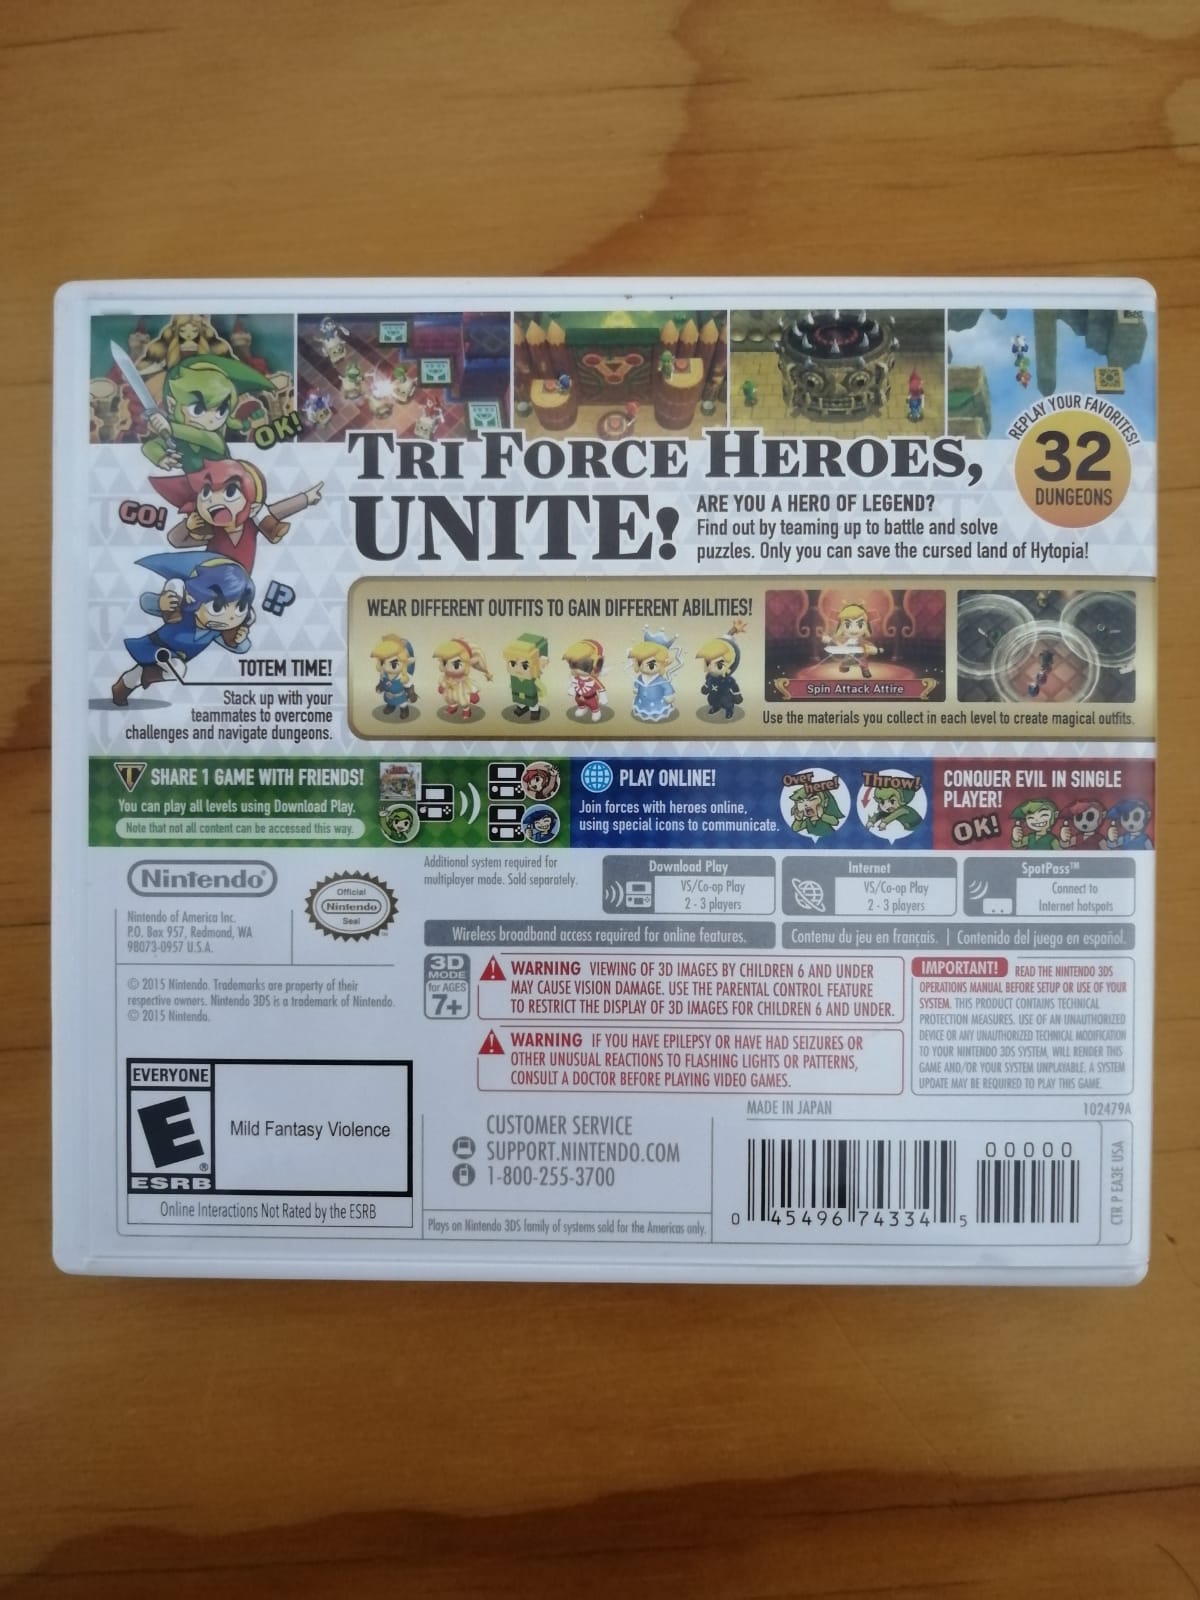 OK!
GO!
!?
TRI FORCE HEROES,
UNITE!
REPLAY YOUR FAVORITES!
32
DUNGEONS
ARE YOU A HERO OF LEGEND?
Find out by teaming up to battle and solve
puzzles. Only you can save the cursed land of Hytopia!
TOTEM TIME!
Stack up with your
teammates to overcome
challenges and navigate dungeons.
WEAR DIFFERENT OUTFITS TO GAIN DIFFERENT ABILITIES!
Spin Attack Attire
Use the materials you collect in each level to create magical outfits.
SHARE 1 GAME WITH FRIENDS!
You can play all levels using Download Play.
Note that not all content can be accessed this way.
PLAY ONLINE!
Join forces with heroes online,
using special icons to communicate.
Over here!
Throw!
CONQUER EVIL IN SINGLE
PLAYER!
OK!
Nintendo®
Nintendo of America Inc.
P.O. Box 957, Redmond, WA
98073-0957 U.S.A.
Official
Nintendo
Seal
Additional system required for
multiplayer mode. Sold separately.
Download Play
VS/Co-op Play
2 - 3 players
Internet
VS/Co-op Play
2 - 3 players
SpotPass™
Connect to
Internet hotspots
Wireless broadband access required for online features.
Contenu du jeu en français. | Contenido del juego en español.
© 2015 Nintendo. Trademarks are property of their
respective owners. Nintendo 3DS is a trademark of Nintendo.
© 2015 Nintendo.
3D
MODE
for AGES
7+
WARNING VIEWING OF 3D IMAGES BY CHILDREN 6 AND UNDER
MAY CAUSE VISION DAMAGE. USE THE PARENTAL CONTROL FEATURE
TO RESTRICT THE DISPLAY OF 3D IMAGES FOR CHILDREN 6 AND UNDER.
WARNING IF YOU HAVE EPILEPSY OR HAVE HAD SEIZURES OR
OTHER UNUSUAL REACTIONS TO FLASHING LIGHTS OR PATTERNS,
CONSULT A DOCTOR BEFORE PLAYING VIDEO GAMES.
IMPORTANT! READ THE NINTENDO 3DS
OPERATIONS MANUAL BEFORE SETUP OR USE OF YOUR
SYSTEM. THIS PRODUCT CONTAINS TECHNICAL
PROTECTION MEASURES. USE OF AN UNAUTHORIZED
DEVICE OR ANY UNAUTHORIZED TECHNICAL MODIFICATION
TO YOUR NINTENDO 3DS SYSTEM, WILL RENDER THIS
GAME AND/OR YOUR SYSTEM UNPLAYABLE. A SYSTEM
UPDATE MAY BE REQUIRED TO PLAY THIS GAME.
EVERYONE
E
®
ESRB
Mild Fantasy Violence
Online Interactions Not Rated by the ESRB
CUSTOMER SERVICE
SUPPORT.NINTENDO.COM
1-800-255-3700
Plays on Nintendo 3DS family of systems sold for the Americas only.
MADE IN JAPAN
102479A
0 45496 74334 5
00000
CTR P EA3E USA